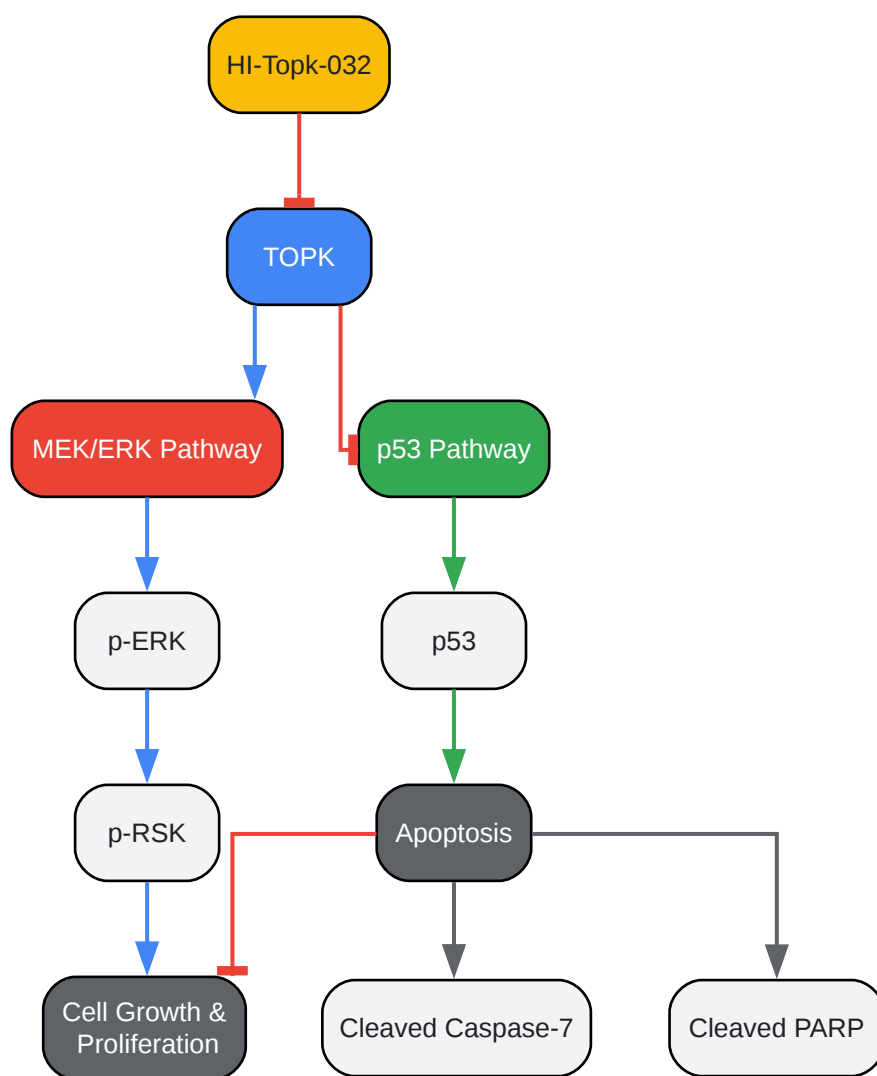 HI-Topk-032
TOPK
MEK/ERK Pathway
p53 Pathway
p-ERK
p53
p-RSK
Apoptosis
Cell Growth &
Proliferation
Cleaved Caspase-7
Cleaved PARP